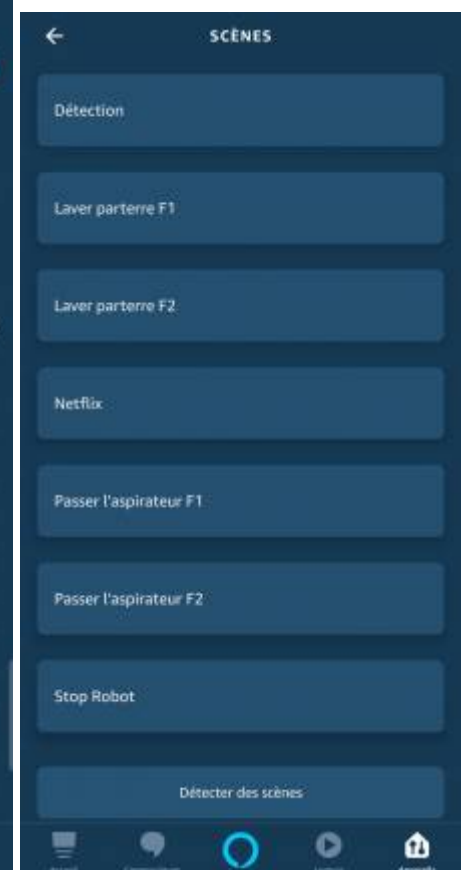 SCÈNES
Détection
Laver parterre F1
Laver parterre F2
Netflix
Passer l'aspirateur F1
Passer l'aspirateur F2
Stop Robot
Détecter des scènes